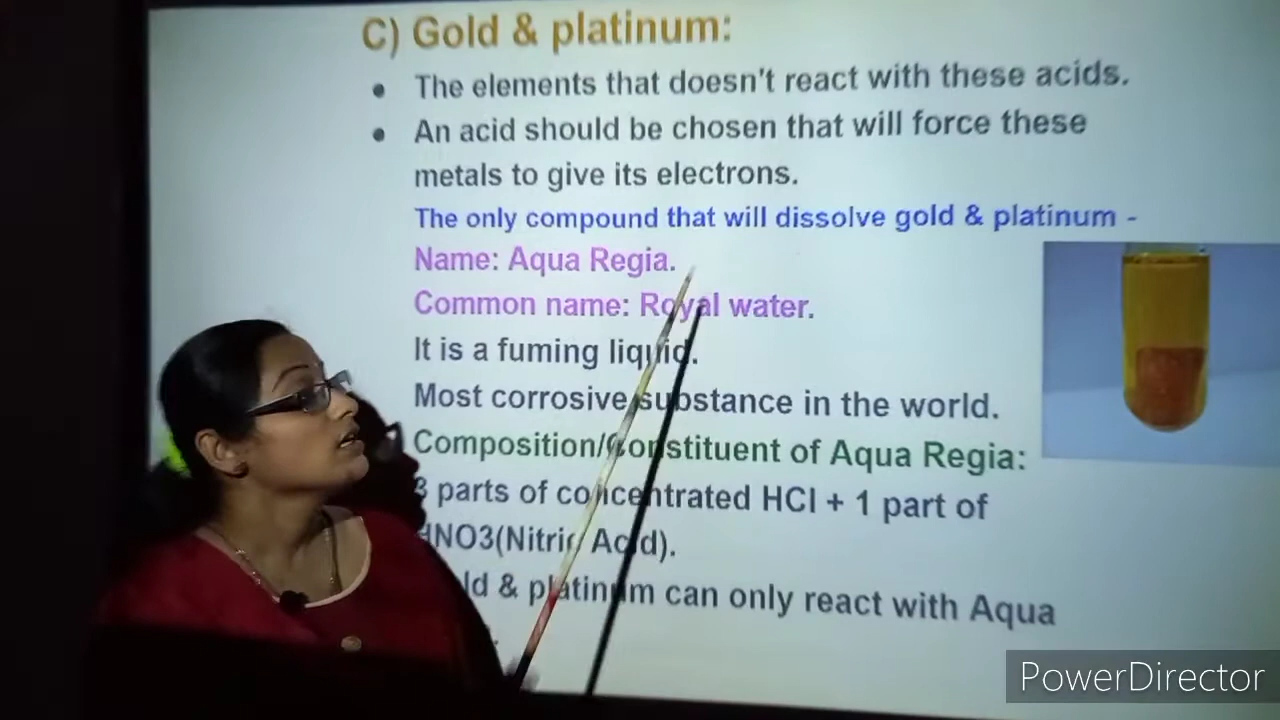 C) Gold & platinum:
• The elements that doesn't react with these acids.
• An acid should be chosen that will force these
metals to give its electrons.
The only compound that will dissolve gold & platinum -
Name: Aqua Regia.
Common name: Royal water.
It is a fuming liquid.
Most corrosive substance in the world.
Composition/Constituent of Aqua Regia:
3 parts of concentrated HCl + 1 part of
HNO3(Nitric Acid).
& platinum can only react with Aqua
PowerDirector